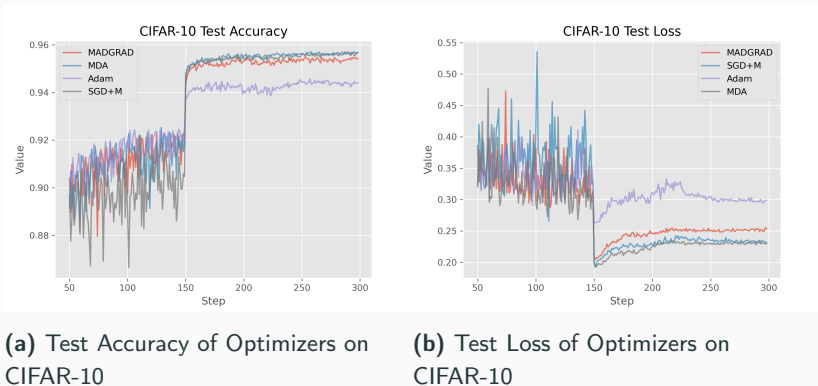 CIFAR-10 Test Accuracy
0.96
0.94
0.92
0.90
0.88
Value
MADGRAD
MDA
Adam
SGD+M
50
100
150
200
250
300
Step
(a) Test Accuracy of Optimizers on
CIFAR-10
CIFAR-10 Test Loss
0.55
0.50
0.45
0.40
0.35
0.30
0.25
0.20
Value
MADGRAD
SGD+M
Adam
MDA
50
100
150
200
250
300
Step
(b) Test Loss of Optimizers on
CIFAR-10